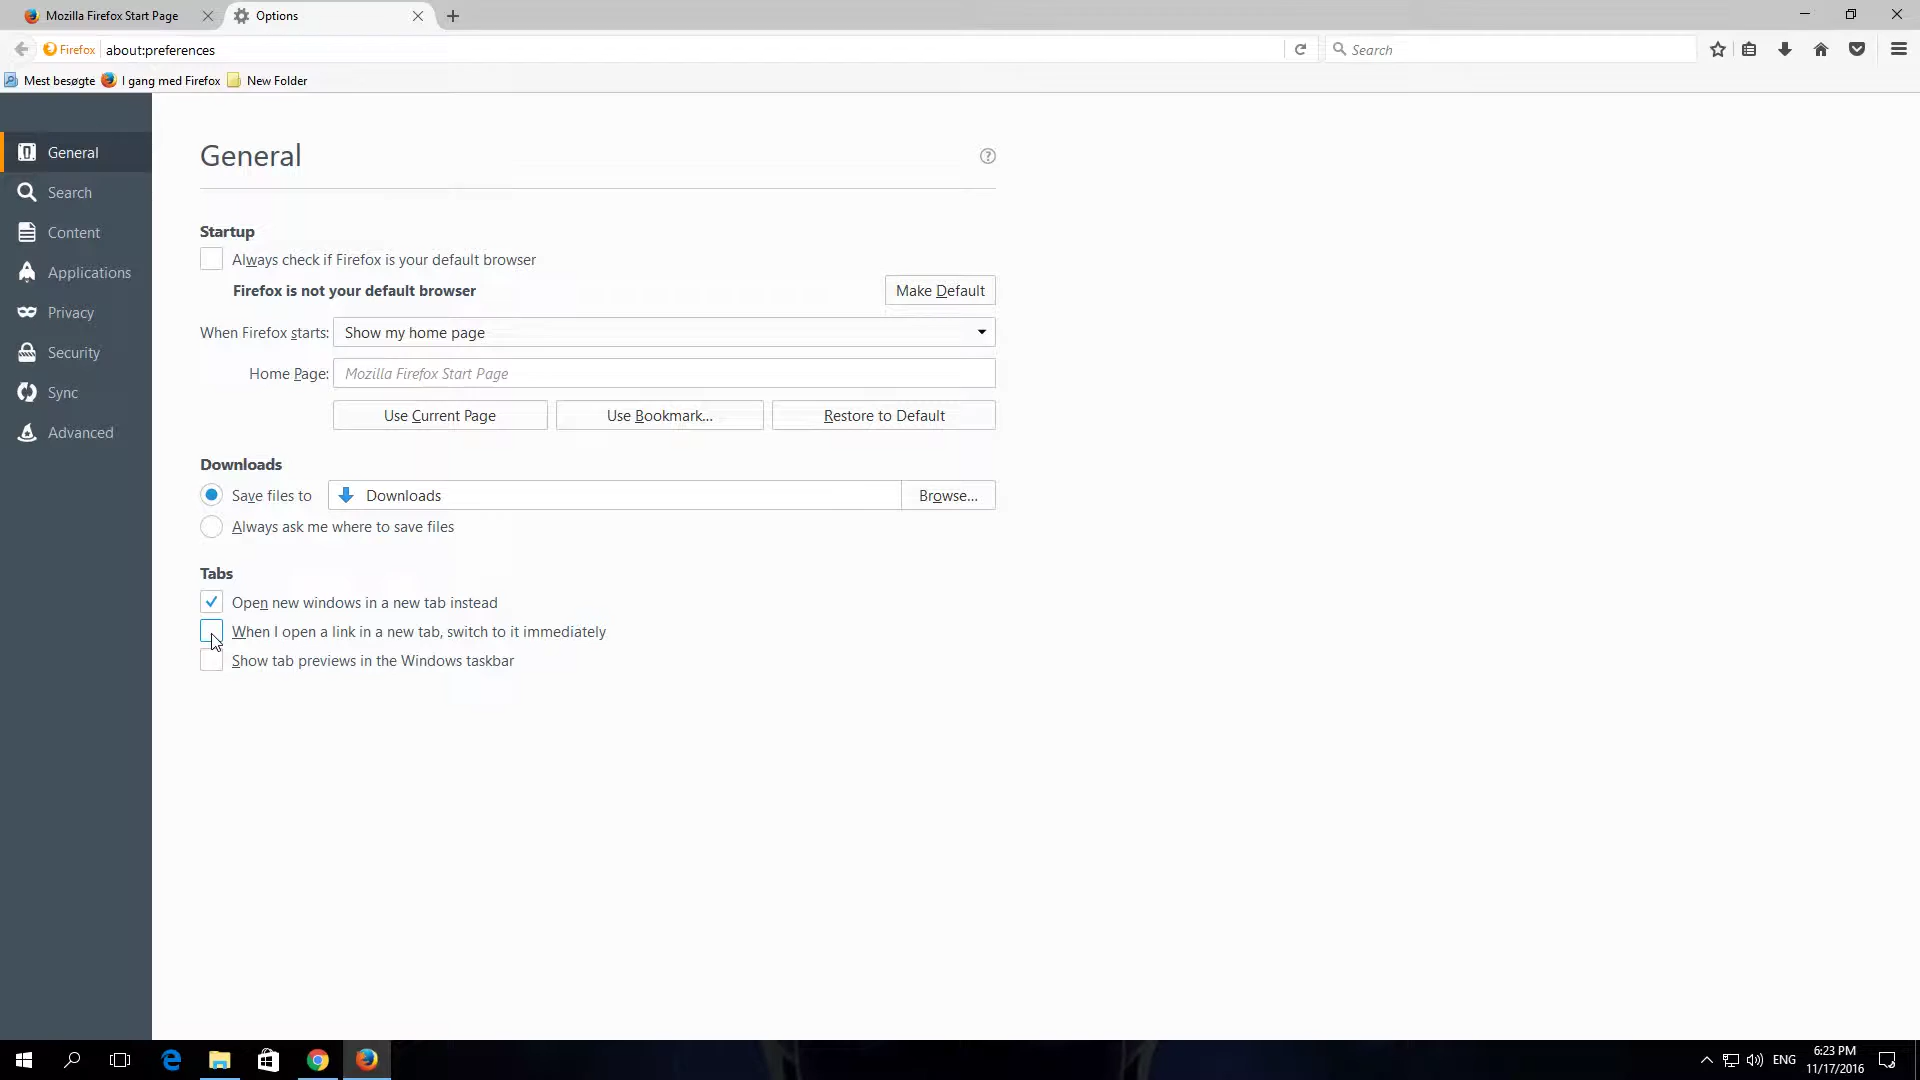 Mozilla Firefox Start Page
Options
Firefox about:preferences
Search
Mest besøgte I gang med Firefox New Folder
General
Search
Content
Applications
Privacy
Security
Sync
Advanced
General
Startup
Always check if Firefox is your default browser
Firefox is not your default browser
Make Default
When Firefox starts: Show my home page
Home Page: Mozilla Firefox Start Page
Use Current Page Use Bookmark... Restore to Default
Downloads
Save files to Downloads Browse...
Always ask me where to save files
Tabs
Open new windows in a new tab instead
When I open a link in a new tab, switch to it immediately
Show tab previews in the Windows taskbar
ENG
6:23 PM
11/17/2016